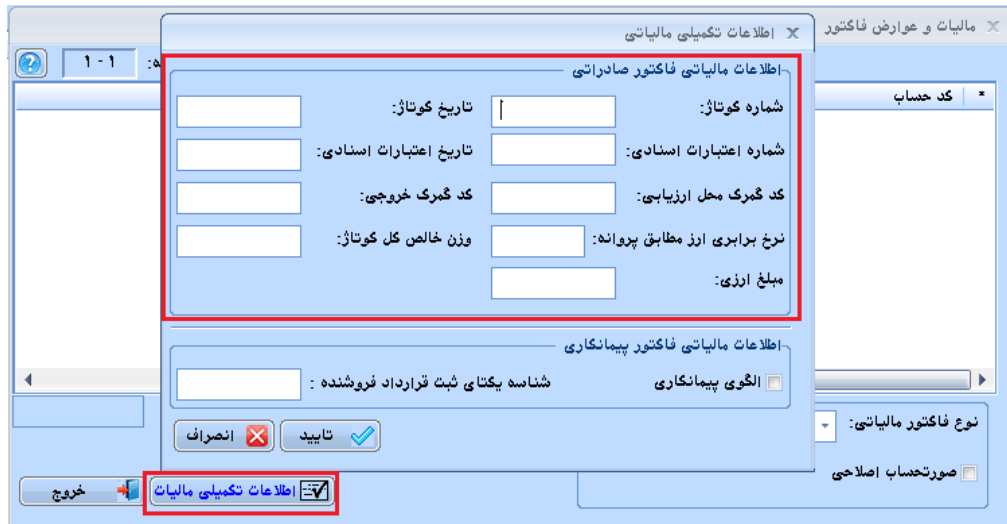 مالیات و عوارض فاکتور
اطلاعات تکمیلی مالیاتی
۱ - ۱
کد حساب
اطلاعات مالیاتی فاکتور صادراتی
شماره کوتاژ: تاریخ کوتاژ:
شماره اعتبارات اسنادی: تاریخ اعتبارات اسنادی:
کد گمرک محل ارزیابی: کد گمرک خروجی:
نرخ برابری ارز مطابق پروانه: وزن خالص کل کوتاژ:
مبلغ ارزی:
اطلاعات مالیاتی فاکتور پیمانکاری
الگوی پیمانکاری شناسه یکتای ثبت قرارداد فروشنده :
تایید انصراف
نوع فاکتور مالیاتی:
صورتحساب اصلاحی
اطلاعات تکمیلی مالیات خروج